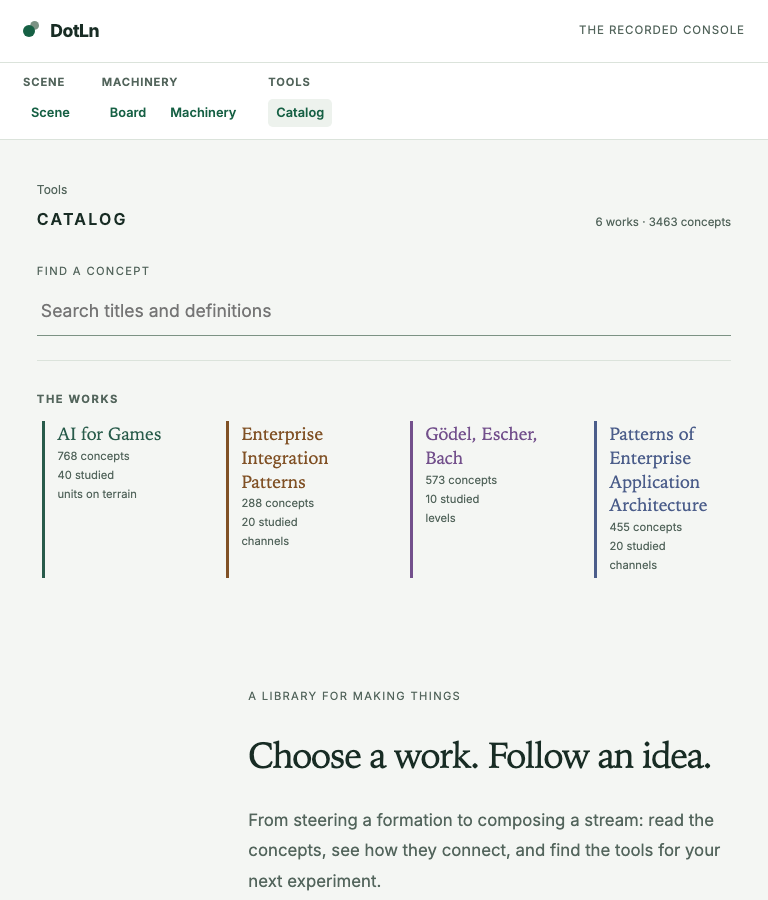 DotLn
THE RECORDED CONSOLE
SCENE
MACHINERY
TOOLS
Scene
Board
Machinery
Catalog
Tools
CATALOG
6 works · 3463 concepts
FIND A CONCEPT
Search titles and definitions
THE WORKS
AI for Games
768 concepts
40 studied
units on terrain
Enterprise
Integration
Patterns
288 concepts
20 studied
channels
Gödel, Escher,
Bach
573 concepts
10 studied
levels
Patterns of
Enterprise
Application
Architecture
455 concepts
20 studied
channels
A LIBRARY FOR MAKING THINGS
Choose a work. Follow an idea.
From steering a formation to composing a stream: read the
concepts, see how they connect, and find the tools for your
next experiment.